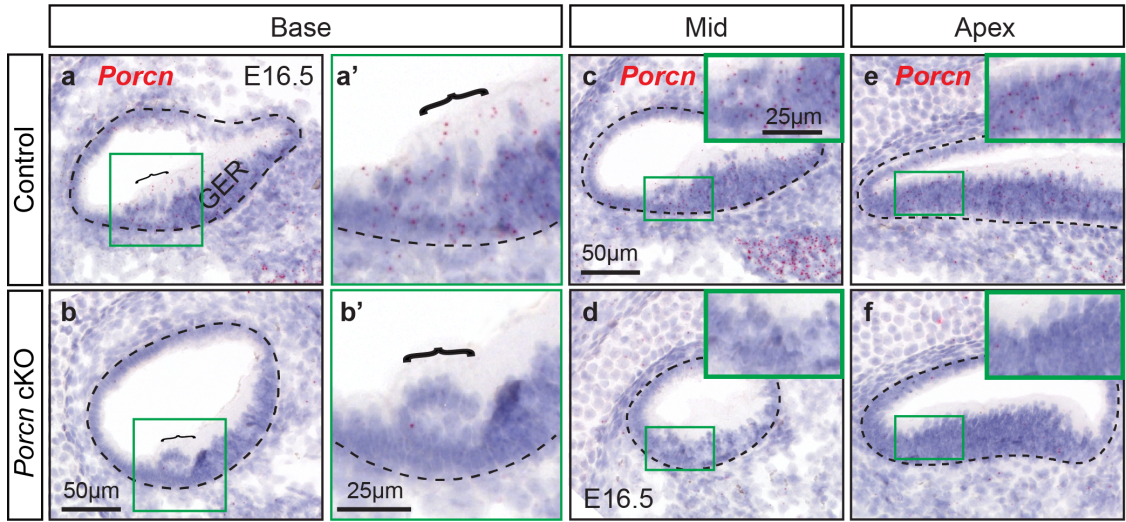 Base
Mid
Apex
Control
a
Porcn
E16.5
GER
a’
c
Porcn
25µm
50µm
e
Porcn
Porcn cKO
b
50µm
b’
25µm
d
E16.5
f